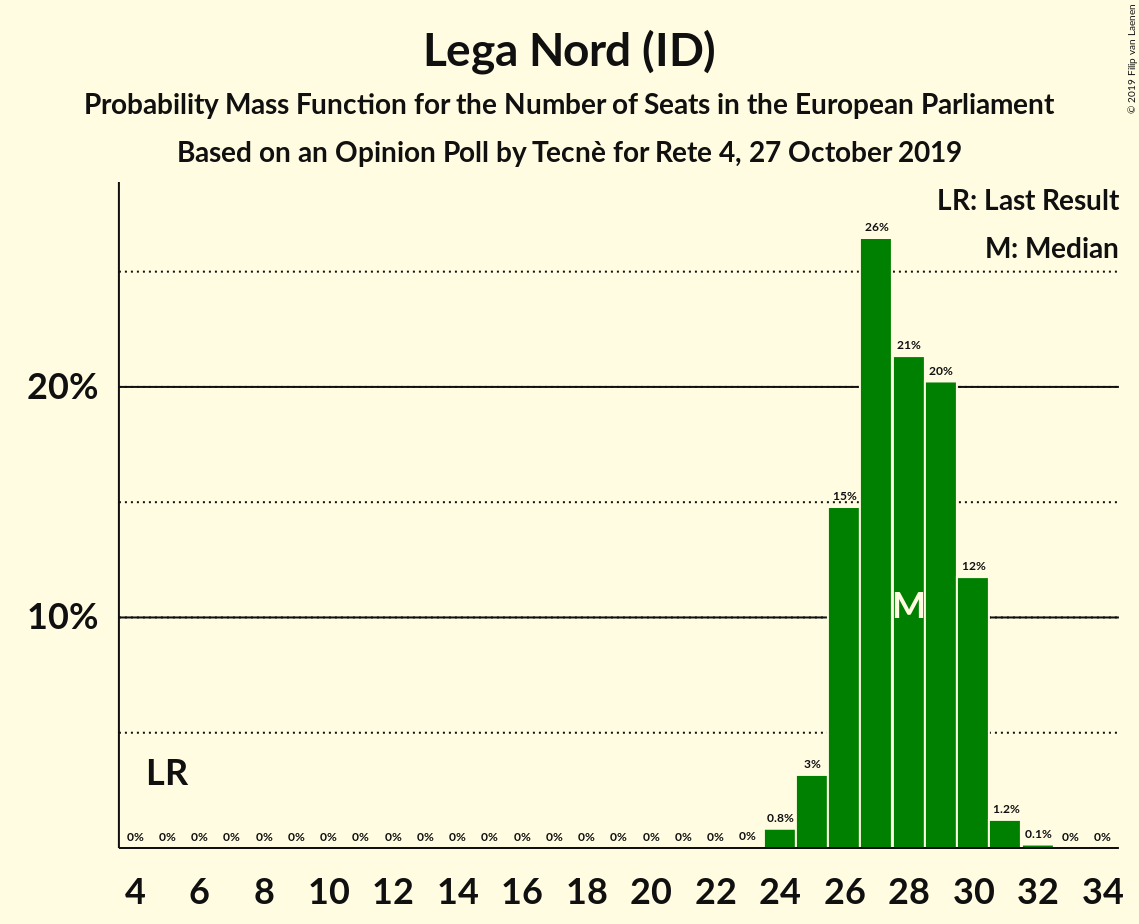 Lega Nord (ID)
Probability Mass Function for the Number of Seats in the European Parliament
Based on an Opinion Poll by Tecnè for Rete 4, 27 October 2019
© 2019 Filip van Laenen
LR: Last Result
M: Median
20%
10%
LR
M
0% 0% 0% 0% 0% 0% 0% 0% 0% 0% 0% 0% 0% 0% 0% 0% 0% 0% 0% 0% 0.8% 3% 15% 26% 21% 20% 12% 1.2% 0.1% 0% 0%
4 6 8 10 12 14 16 18 20 22 24 26 28 30 32 34